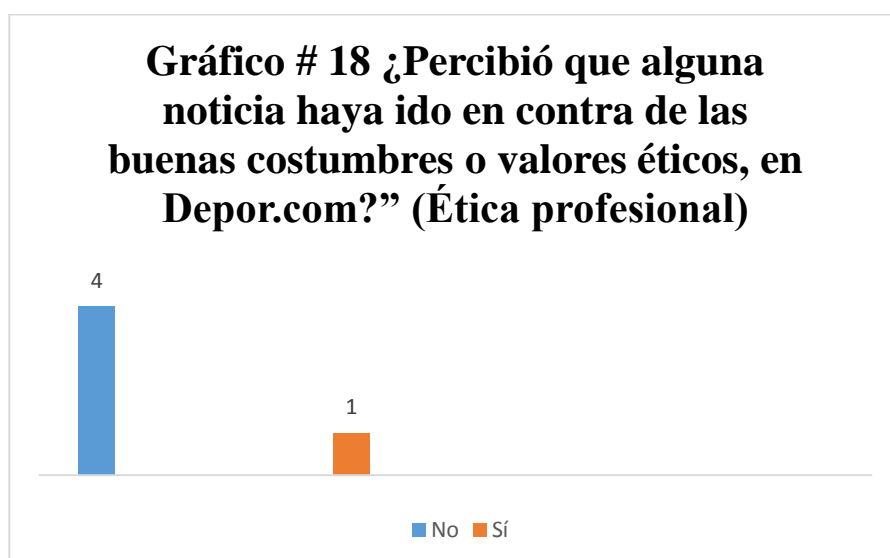 Gráfico # 18 ¿Percibió que alguna
noticia haya ido en contra de las
buenas costumbres o valores éticos, en
Depor.com?” (Ética profesional)
4
1
No Sí